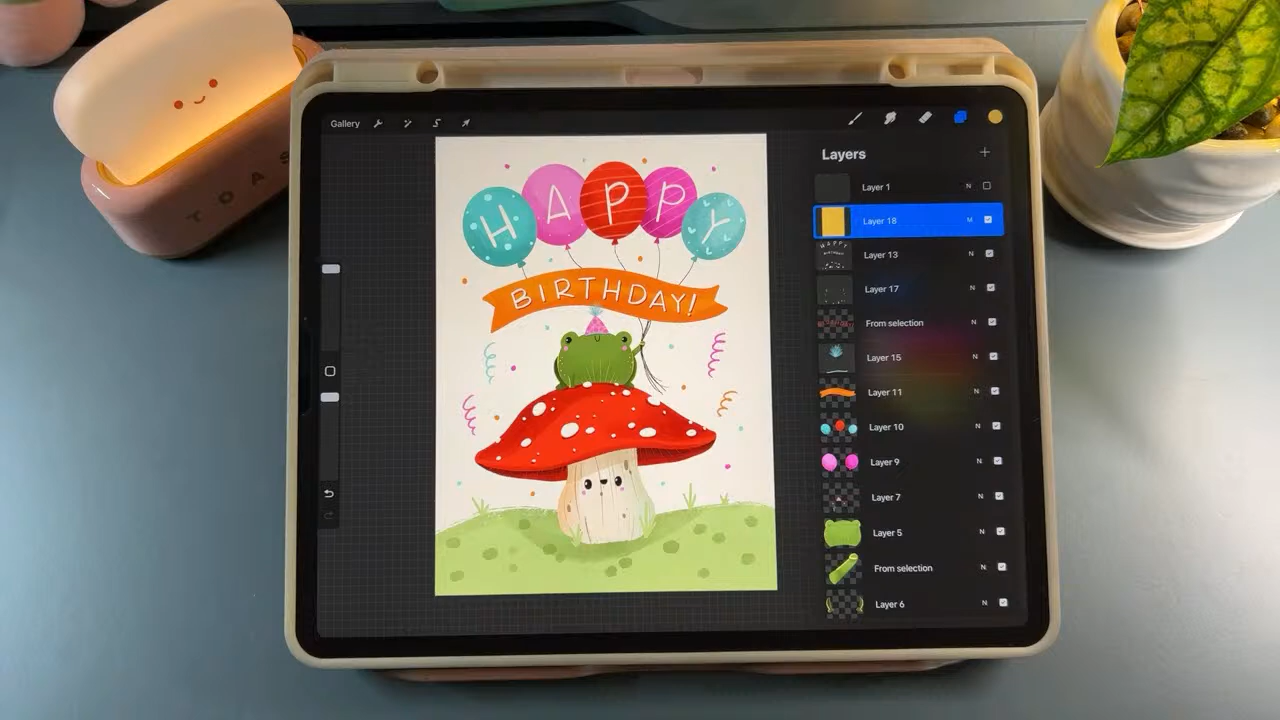 TOAS
Gallery
HAPPY
BIRTHDAY!
Layers
Layer 1 N
Layer 18 M
Layer 13 N
Layer 17 N
From selection N
Layer 15 N
Layer 11 N
Layer 10 N
Layer 9 N
Layer 7 N
Layer 5 N
From selection N
Layer 6 N